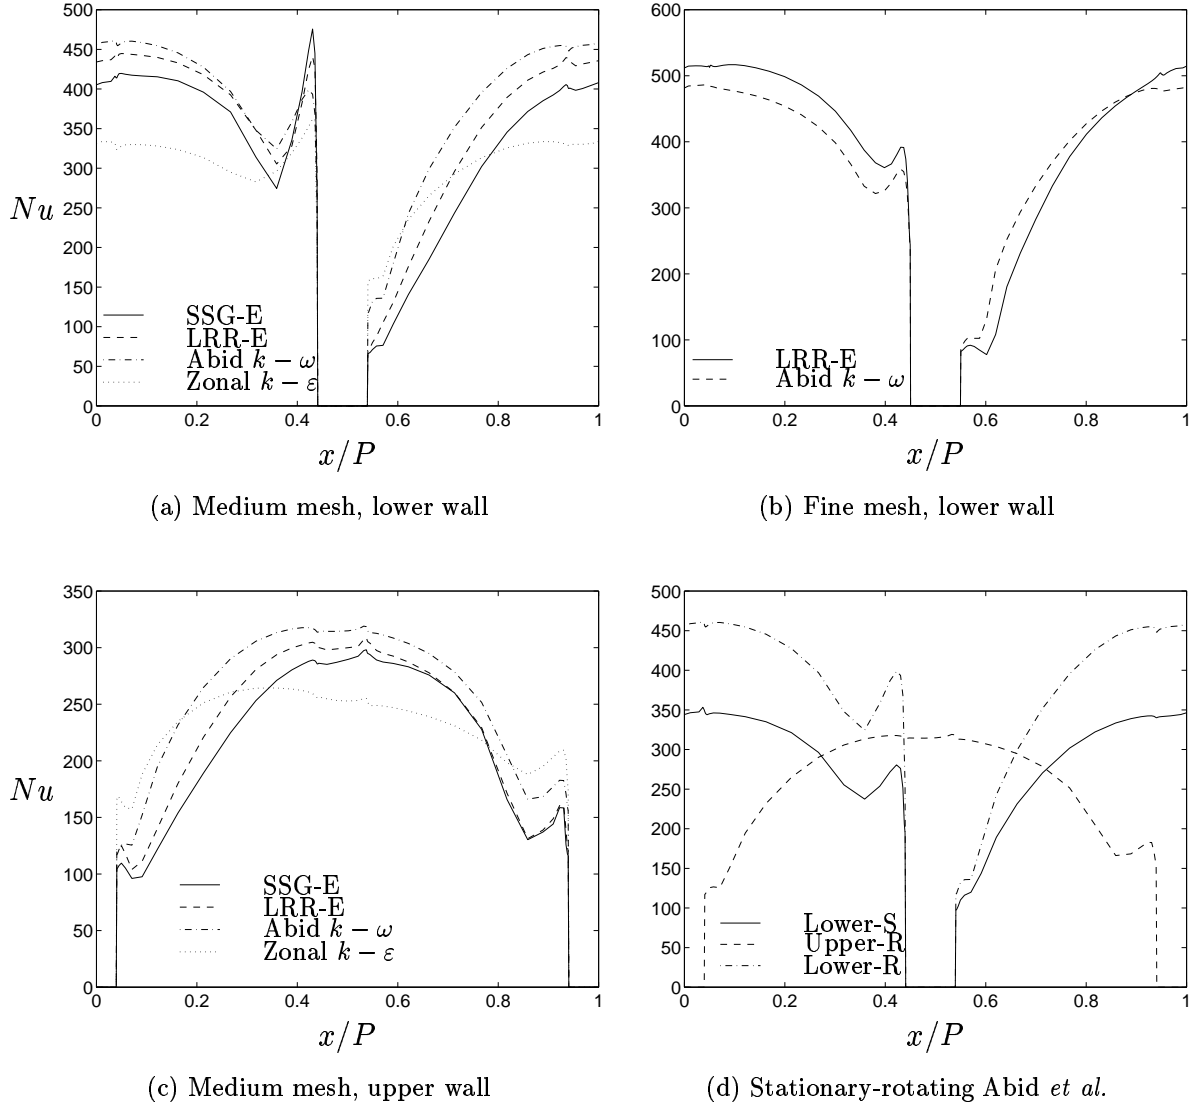 500
450
400
350
300
250
200
150
100
50
0
Nu
SSG-E
LRR-E
Abid k − ω
Zonal k − ε
0 0.2 0.4 0.6 0.8 1
x/P
(a) Medium mesh, lower wall
600
500
400
300
200
100
0
LRR-E
Abid k − ω
0 0.2 0.4 0.6 0.8 1
x/P
(b) Fine mesh, lower wall
350
300
250
200
150
100
50
0
Nu
SSG-E
LRR-E
Abid k − ω
Zonal k − ε
0 0.2 0.4 0.6 0.8 1
x/P
(c) Medium mesh, upper wall
500
450
400
350
300
250
200
150
100
50
0
Lower-S
Upper-R
Lower-R
0 0.2 0.4 0.6 0.8 1
x/P
(d) Stationary-rotating Abid et al.